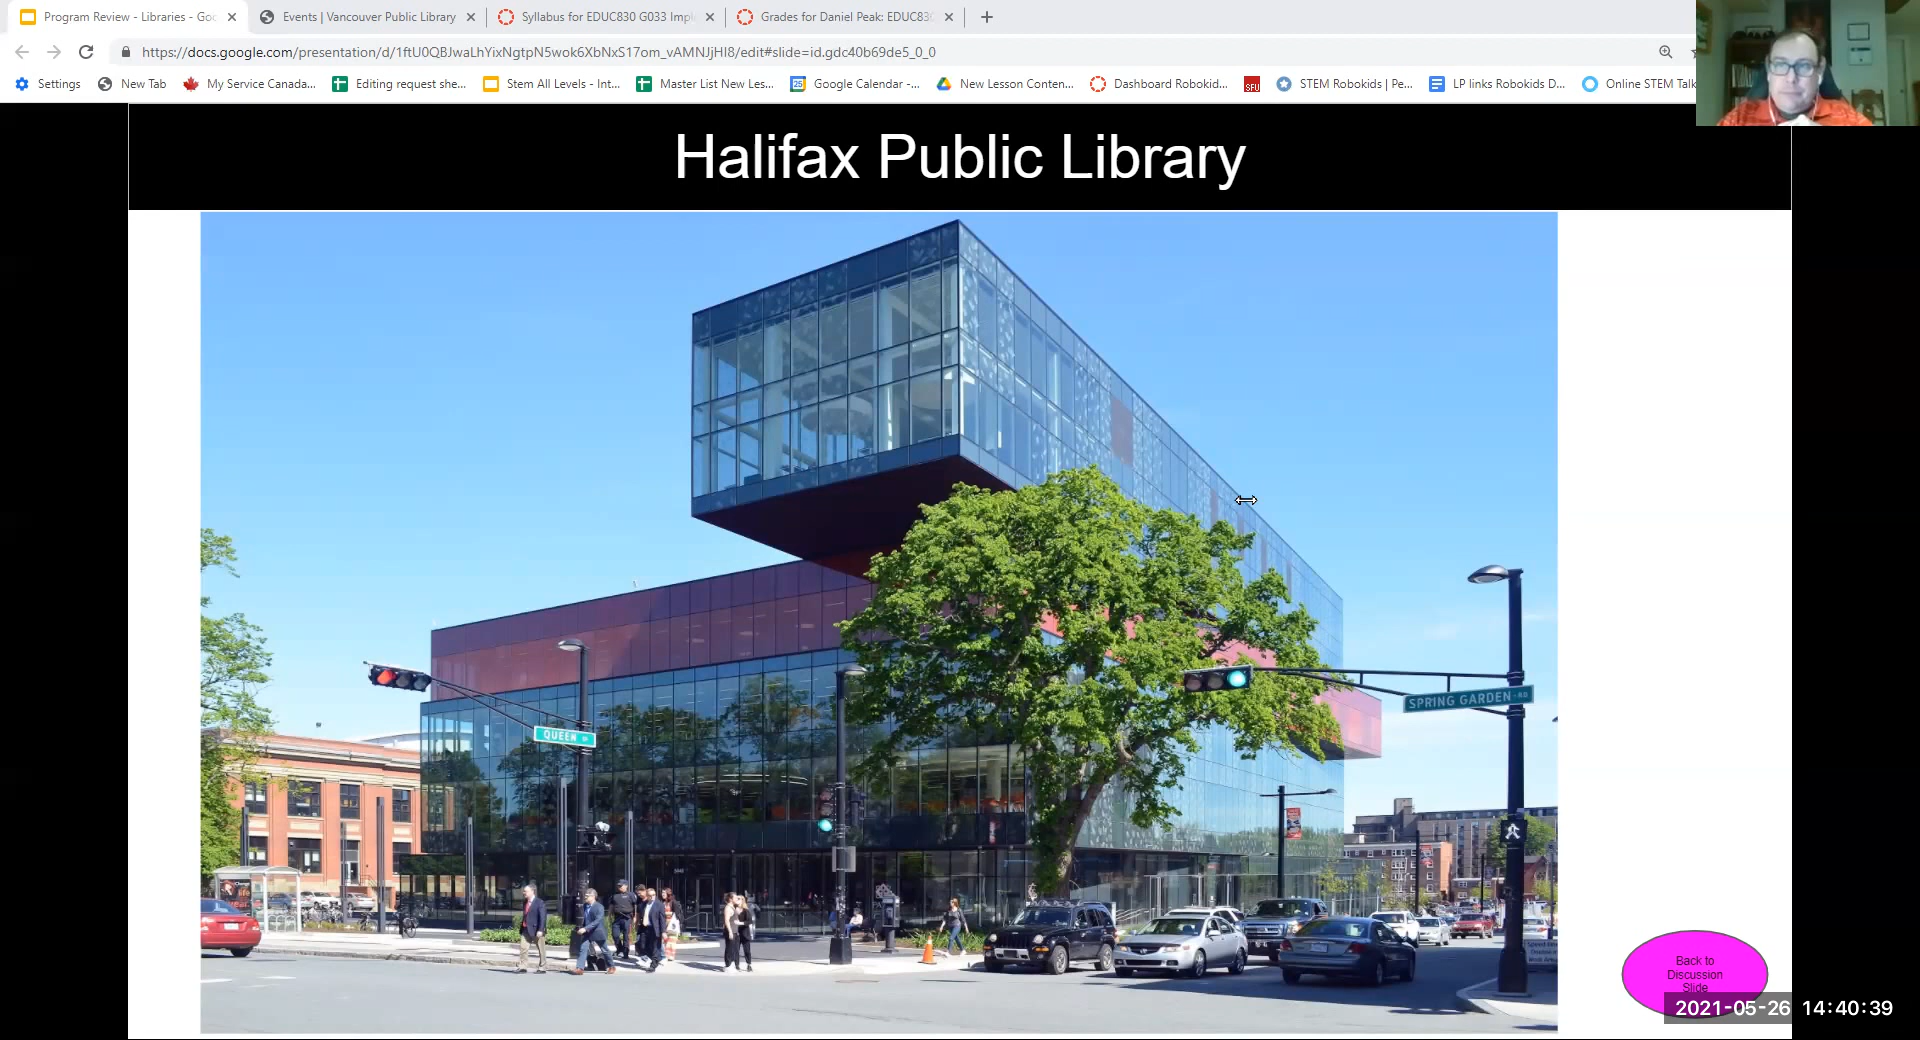 Program Review - Libraries - Goo
Events | Vancouver Public Library
Syllabus for EDUC830 G033 Impl
Grades for Daniel Peak: EDUC830
https://docs.google.com/presentation/d/1ftU0QBJwaLhYixNgtpN5wok6XbNxS17om_vAMNJjHI8/edit#slide=id.gdc40b69de5_0_0
Settings
New Tab
My Service Canada...
Editing request she...
Stem All Levels - Int...
Master List New Les...
Google Calendar -...
New Lesson Conten...
Dashboard Robokid...
SFU
STEM Robokids | Pe...
LP links Robokids D...
Online STEM Talk
Halifax Public Library
SPRING GARDEN RD
QUEEN
Back to
Discussion
Slide
2021-05-26 14:40:39